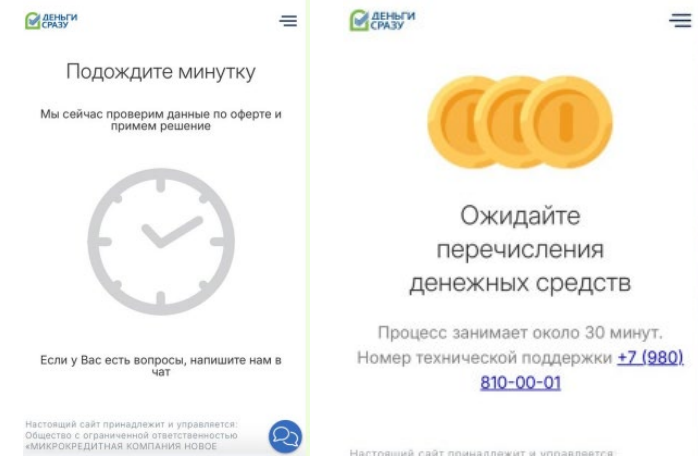 ДЕНЬГИ
СРАЗУ
Подождите минутку
Мы сейчас проверим данные по оферте и
примем решение
Если у Вас есть вопросы, напишите нам в
чат
Настоящий сайт принадлежит и управляется:
Общество с ограниченной ответственностью
«МИКРОКРЕДИТНАЯ КОМПАНИЯ НОВОЕ
ДЕНЬГИ
СРАЗУ
Ожидайте
перечисления
денежных средств
Процесс занимает около 30 минут.
Номер технической поддержки +7 (980)
810-00-01
Настоящий сайт принадлежит и управляется: